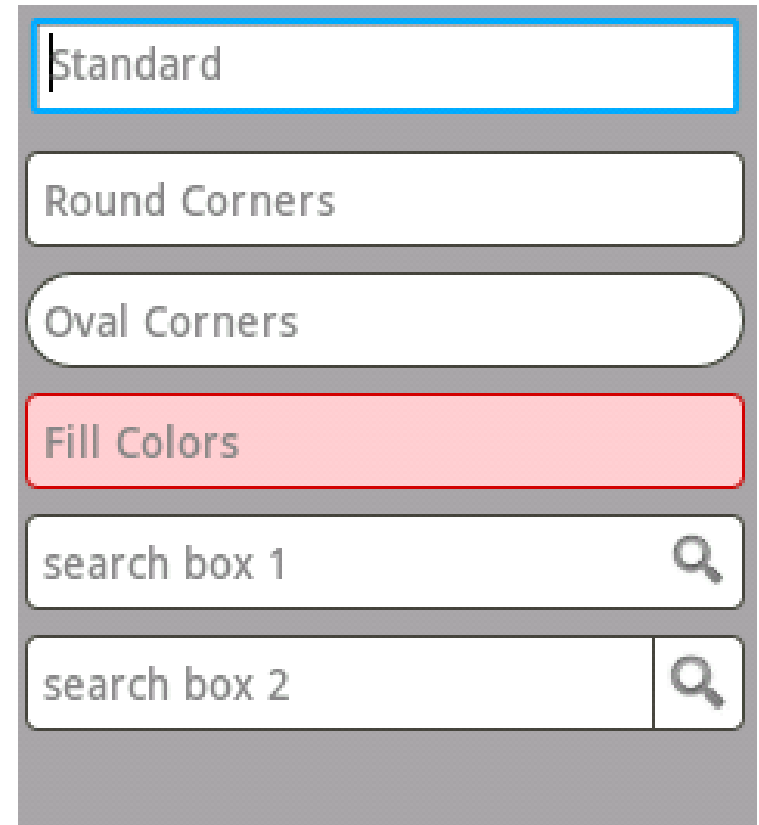 Standard
Round Corners
Oval Corners
Fill Colors
search box 1
search box 2